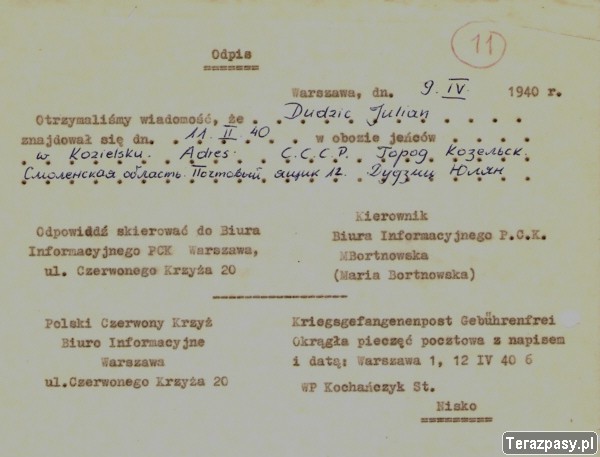 11
Odpis
Warszawa, dn. 9. IV. 1940 r.
Otrzymaliśmy wiadomość, że Dudzic Julian
znajdował się dn. 11. II. 40 w obozie jeńców
w Kozielsku. Adres. С.С.С.Р. Город Козельск.
Смоленская область. Почтовый ящик 12. Дудзиц Юлян
Odpowiddź skierować do Biura
Informacyjnego PCK Warszawa,
ul. Czerwonego Krzyża 20
Kierownik
Biura Informacyjnego P.C.K.
MBortnowska
(Maria Bortnowska)
Polski Czerwony Krzyż
Biuro Informacyjne
Warszawa
ul.Czerwonego Krzyża 20
Kriegsgefangenenpost Gebührenfrei
Okrągła pieczęć pocztowa z napisem
i datą: Warszawa 1, 12 IV 40 6
WP Kochańczyk St.
Nisko
Terazpasy.pl